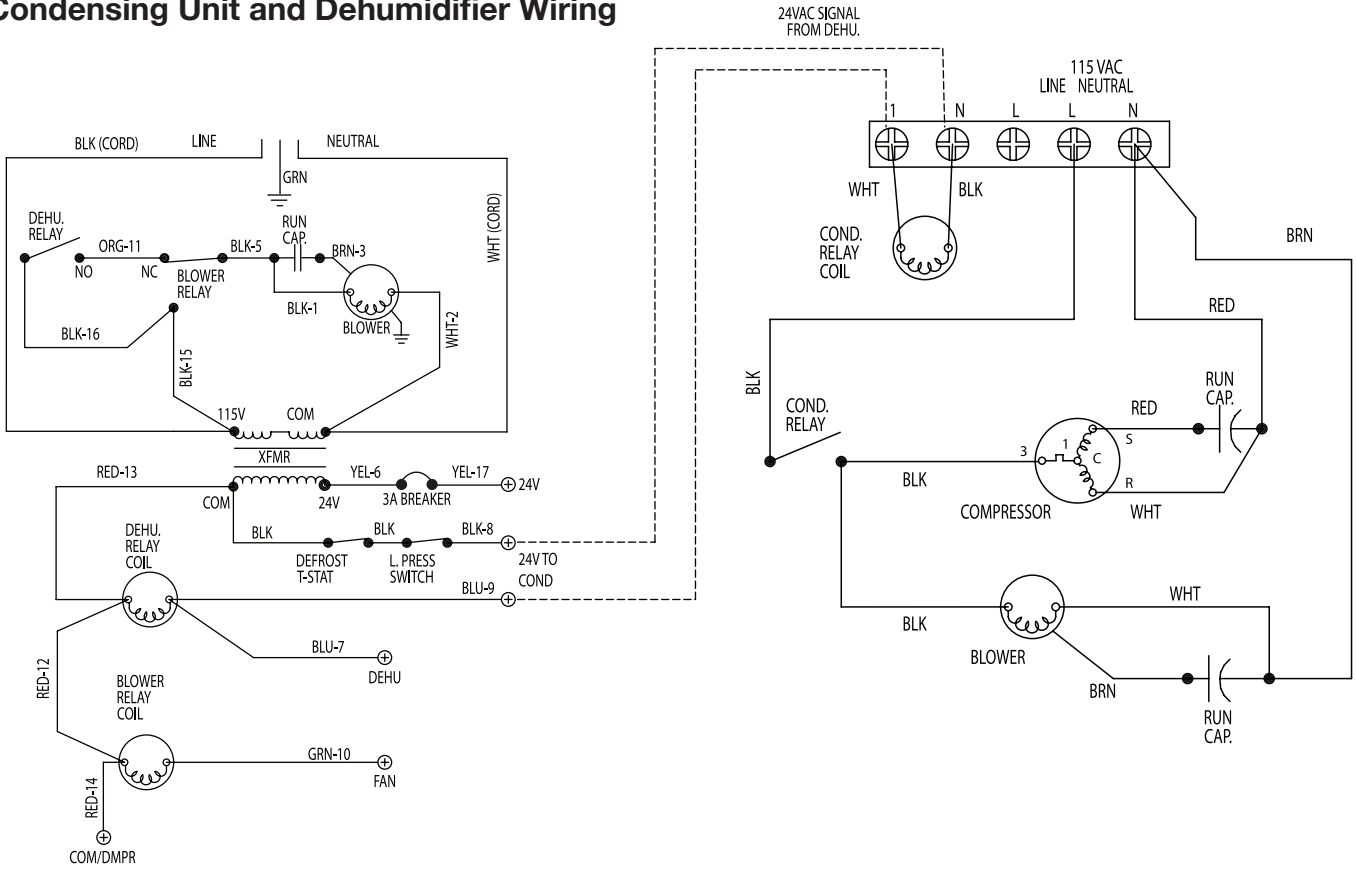 Condensing Unit and Dehumidifier Wiring
24VAC SIGNAL
FROM DEHU.
115 VAC
LINE NEUTRAL
1 N L L N
BLK (CORD) LINE NEUTRAL
GRN
WHT (CORD)
DEHU.
RELAY
ORG-11
NO
NC
BLOWER
RELAY
BLK-5
RUN
CAP.
BRN-3
BLK-1
BLOWER
WHT-2
BLK-16
BLK-15
115V COM
XFMR
RED-13
COM
24V
YEL-6
3A BREAKER
YEL-17
24V
BLK
DEFROST
T-STAT
BLK
L. PRESS
SWITCH
BLK-8
24V TO
COND
BLU-9
DEHU.
RELAY
COIL
BLU-7
DEHU
RED-12
BLOWER
RELAY
COIL
GRN-10
FAN
RED-14
COM/DMPR
WHT BLK
COND.
RELAY
COIL
BRN
RED
BLK
COND.
RELAY
RUN
CAP.
RED
BLK
3
1
C
S
R
COMPRESSOR
WHT
BLK
BLOWER
WHT
BRN
RUN
CAP.